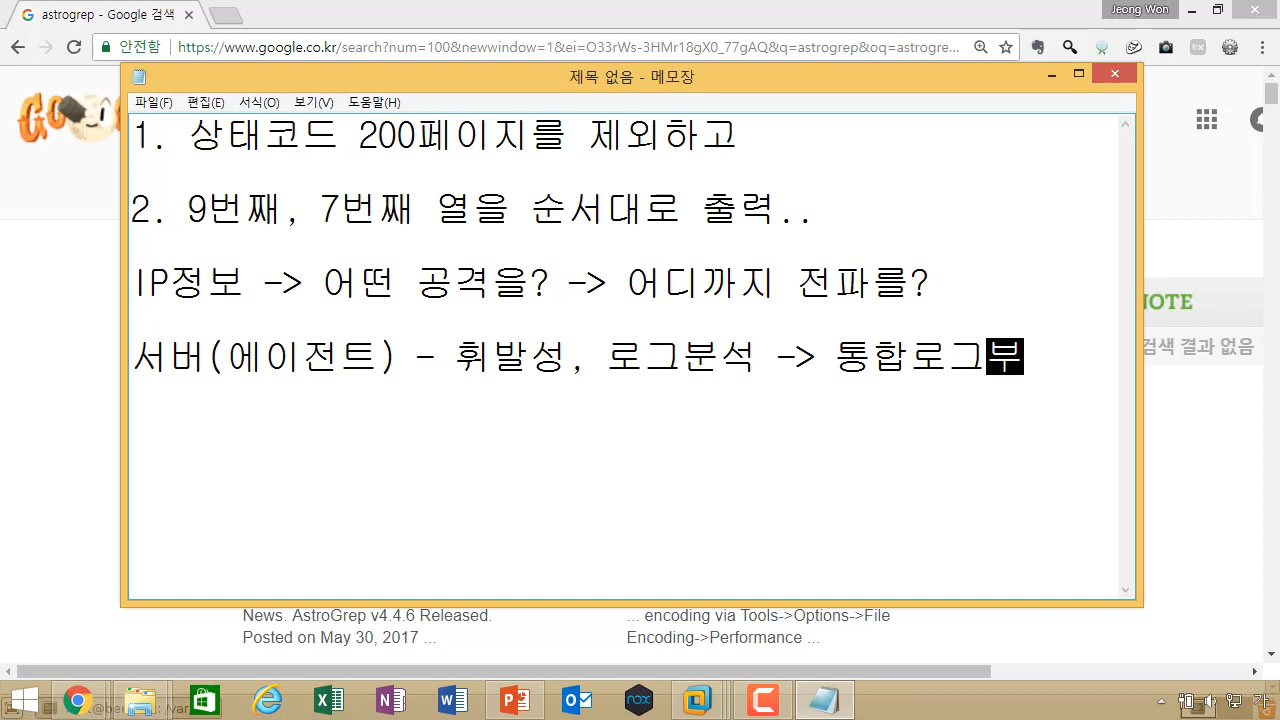 astrogrep - Google 검색
Jeong Won
안전함
https://www.google.co.kr/search?num=100&newwindow=1&ei=O33rWs-3HMr18gX0_77gAQ&q=astrogrep&oq=astrogre...
제목 없음 - 메모장
파일(F) 편집(E) 서식(O) 보기(V) 도움말(H)
1. 상태코드 200페이지를 제외하고
2. 9번째, 7번째 열을 순서대로 출력..
IP정보 -> 어떤 공격을? -> 어디까지 전파를?
서버(에이전트) - 휘발성, 로그분석 -> 통합로그부
검색 결과 없음
News. AstroGrep v4.4.6 Released.
Posted on May 30, 2017 ...
... encoding via Tools->Options->File
Encoding->Performance ...